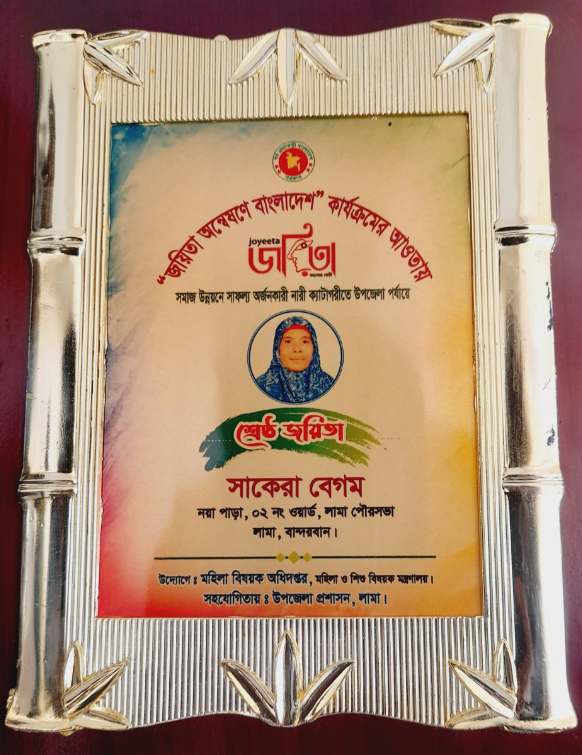 “জয়িতা অন্বেষণে বাংলাদেশ” কার্যক্রমের আওতায়
joyeeta
জয়িতা
সমাজ উন্নয়নে সাফল্য অর্জনকারী নারী ক্যাটাগরীতে উপজেলা পর্যায়ে
শ্রেষ্ঠ জয়িতা
সাকেরা বেগম
নয়া পাড়া, ০২ নং ওয়ার্ড, লামা পৌরসভা
লামা, বান্দরবান।
উদ্যোগে ঃ মহিলা বিষয়ক অধিদপ্তর, মহিলা ও শিশু বিষয়ক মন্ত্রণালয়।
সহযোগিতায় ঃ উপজেলা প্রশাসন, লামা।